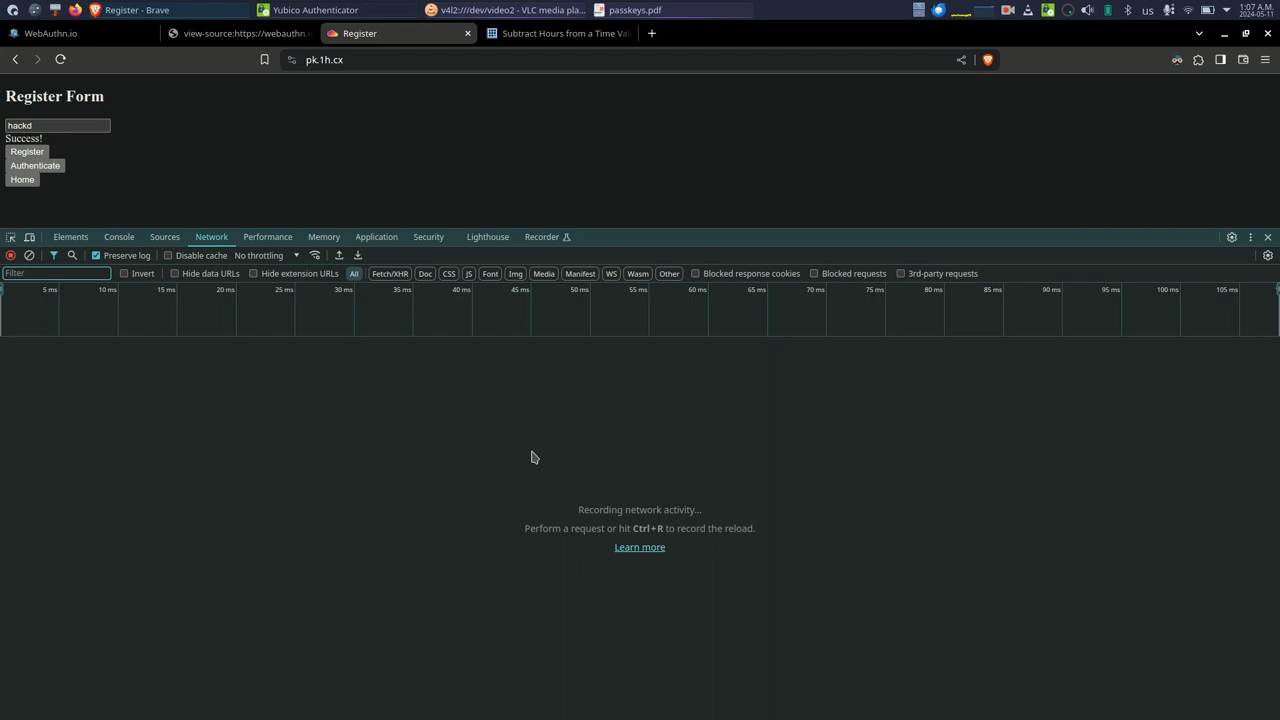 Register - Brave
Yubico Authenticator
v4l2:///dev/video2 - VLC media pla...
passkeys.pdf
us
1:07 AM
2024-05-11
WebAuthn.io
view-source:https://webauthn.i
Register
Subtract Hours from a Time Val
pk.1h.cx
Register Form
hackd
Success!
Register
Authenticate
Home
Elements
Console
Sources
Network
Performance
Memory
Application
Security
Lighthouse
Recorder
Preserve log
Disable cache
No throttling
Filter
Invert
Hide data URLs
Hide extension URLs
All
Fetch/XHR
Doc
CSS
JS
Font
Img
Media
Manifest
WS
Wasm
Other
Blocked response cookies
Blocked requests
3rd-party requests
5 ms
10 ms
15 ms
20 ms
25 ms
30 ms
35 ms
40 ms
45 ms
50 ms
55 ms
60 ms
65 ms
70 ms
75 ms
80 ms
85 ms
90 ms
95 ms
100 ms
105 ms
Recording network activity...
Perform a request or hit Ctrl+R to record the reload.
Learn more